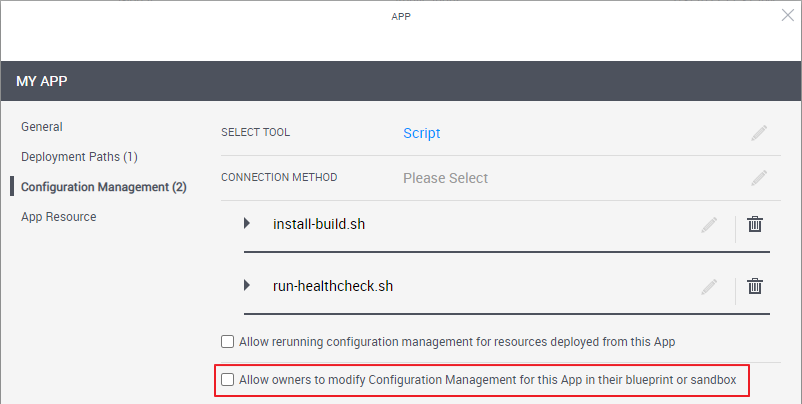 APP
MY APP
General
Deployment Paths (1)
Configuration Management (2)
App Resource
SELECT TOOL Script
CONNECTION METHOD Please Select
install-build.sh
run-healthcheck.sh
Allow rerunning configuration management for resources deployed from this App
Allow owners to modify Configuration Management for this App in their blueprint or sandbox